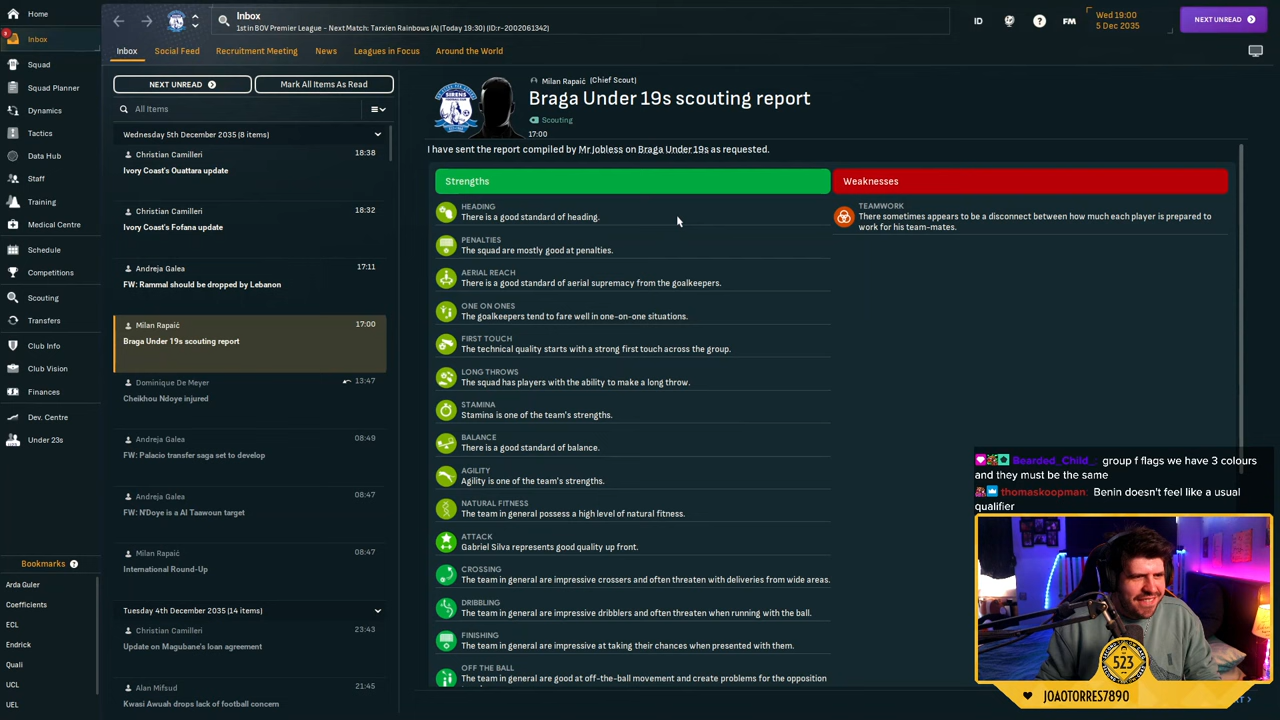 Home
3
Inbox
Squad
Squad Planner
Dynamics
Tactics
Data Hub
Staff
Training
Medical Centre
Schedule
Competitions
Scouting
Transfers
Club Info
Club Vision
Finances
Dev. Centre
Under 23s
Bookmarks
Arda Guler
Coefficients
ECL
Endrick
Quali
UCL
UEL
Inbox
1st in BOV Premier League - Next Match: Tarxien Rainbows (A) (Today 19:30) (ID:r-2002061342)
ID
FM
Wed 19:00
5 Dec 2035
NEXT UNREAD
Inbox
Social Feed
Recruitment Meeting
News
Leagues in Focus
Around the World
NEXT UNREAD
Mark All Items As Read
All Items
Wednesday 5th December 2035 (8 items)
Christian Camilleri
18:38
Ivory Coast's Ouattara update
Christian Camilleri
18:32
Ivory Coast's Fofana update
Andreja Galea
17:11
FW: Rammal should be dropped by Lebanon
Milan Rapaić
17:00
Braga Under 19s scouting report
Dominique De Meyer
13:47
Cheikhou Ndoye injured
Andreja Galea
08:49
FW: Palacio transfer saga set to develop
Andreja Galea
08:47
FW: N'Doye is a Al Taawoun target
Milan Rapaić
08:47
International Round-Up
Tuesday 4th December 2035 (14 items)
Christian Camilleri
23:43
Update on Magubane's loan agreement
Alan Mifsud
21:45
Kwasi Awuah drops lack of football concern
SIRENS
Milan Rapaić (Chief Scout)
Braga Under 19s scouting report
Scouting
17:00
I have sent the report compiled by Mr Jobless on Braga Under 19s as requested.
Strengths
HEADING
There is a good standard of heading.
PENALTIES
The squad are mostly good at penalties.
AERIAL REACH
There is a good standard of aerial supremacy from the goalkeepers.
ONE ON ONES
The goalkeepers tend to fare well in one-on-one situations.
FIRST TOUCH
The technical quality starts with a strong first touch across the group.
LONG THROWS
The squad has players with the ability to make a long throw.
STAMINA
Stamina is one of the team's strengths.
BALANCE
There is a good standard of balance.
AGILITY
Agility is one of the team's strengths.
NATURAL FITNESS
The team in general possess a high level of natural fitness.
ATTACK
Gabriel Silva represents good quality up front.
CROSSING
The team in general are impressive crossers and often threaten with deliveries from wide areas.
DRIBBLING
The team in general are impressive dribblers and often threaten when running with the ball.
FINISHING
The team in general are impressive at taking their chances when presented with them.
OFF THE BALL
The team in general are good at off-the-ball movement and create problems for the opposition
Weaknesses
TEAMWORK
There sometimes appears to be a disconnect between how much each player is prepared to
work for his team-mates.
Bearded_Child_: group f flags we have 3 colours
and they must be the same
thomaskoopman: Benin doesn't feel like a usual
qualifier
523
JOAOTORRES7890